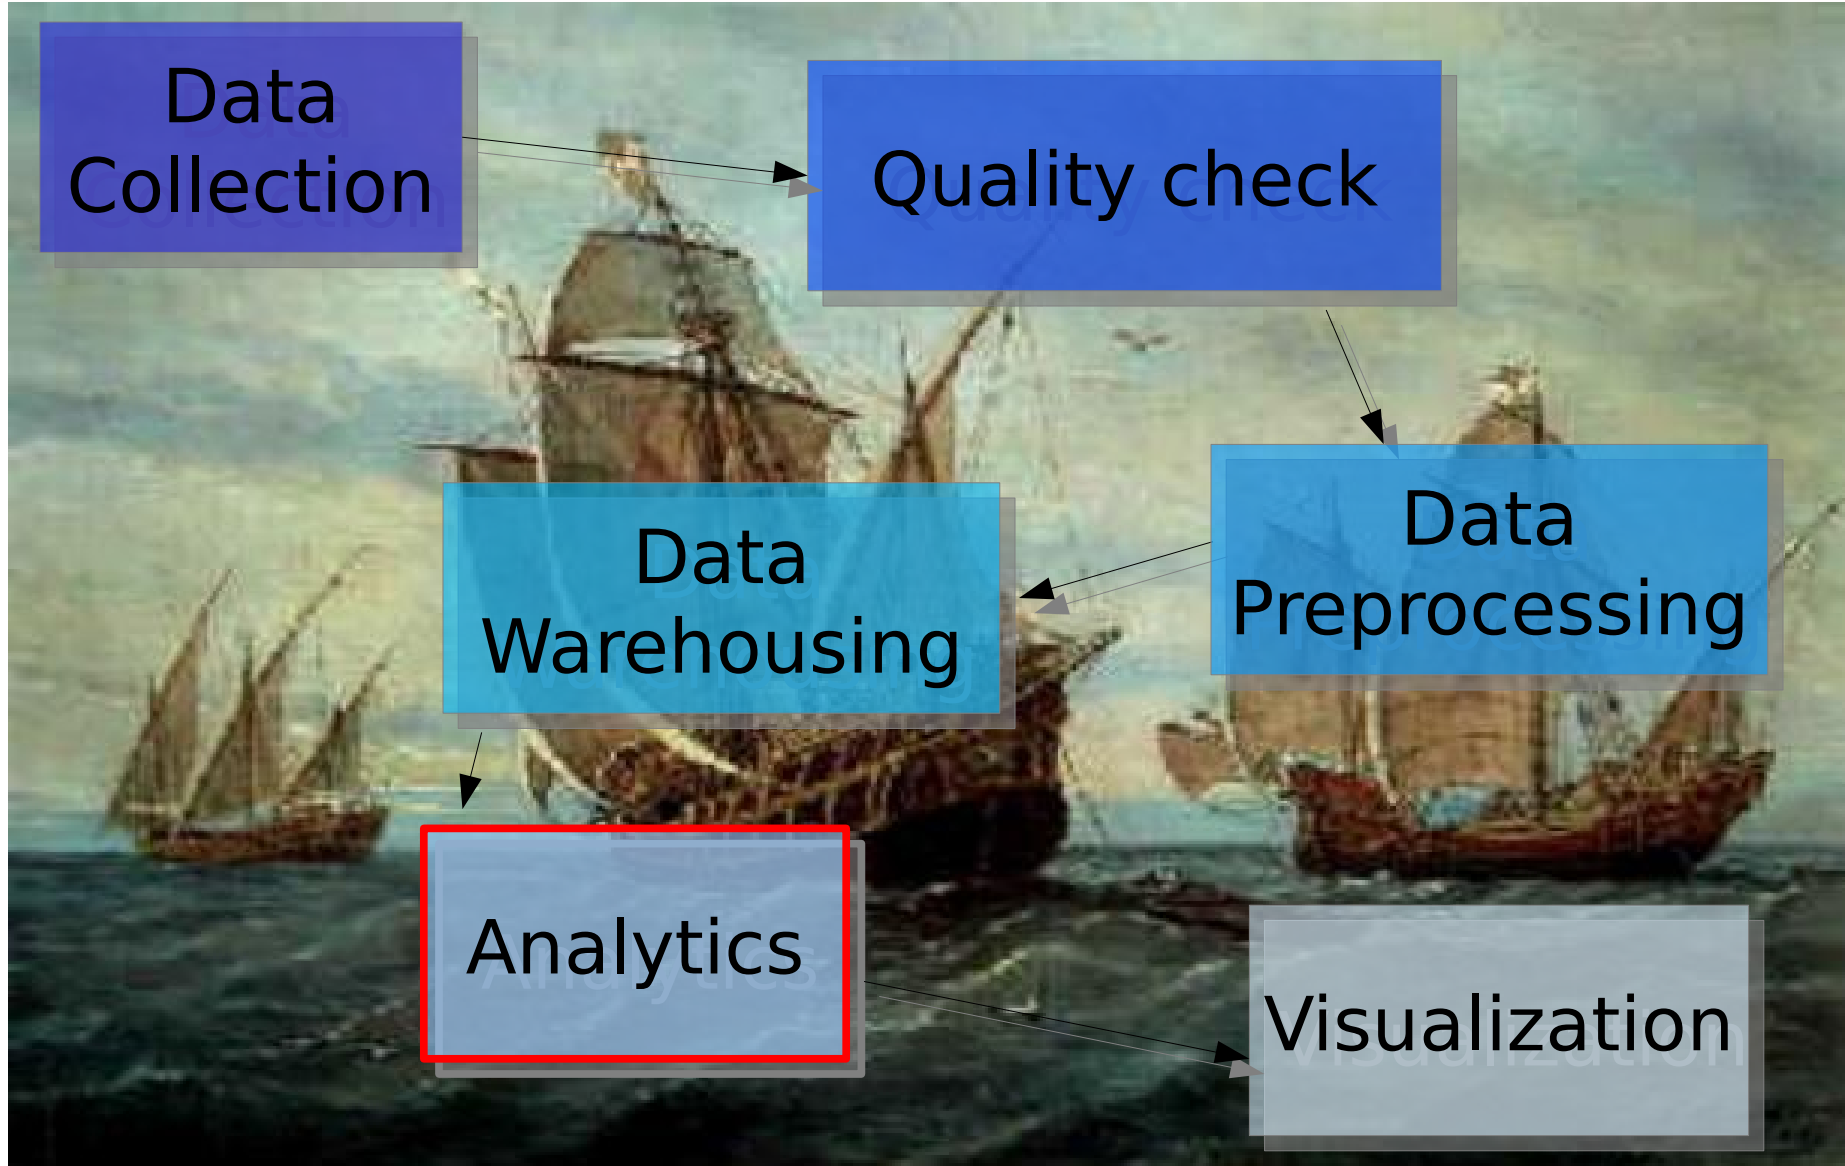 Data
Collection
Quality check
Data
Preprocessing
Data
Warehousing
Analytics
Visualization